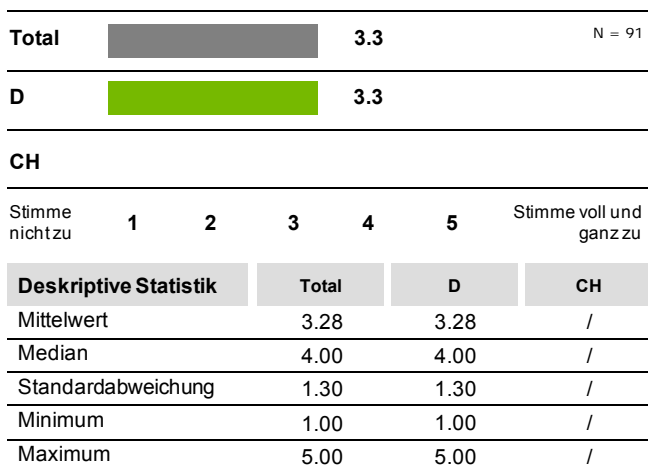 Total 3.3 N = 91
D 3.3
CH
Stimme nicht zu 1 2 3 4 5 Stimme voll und ganz zu
Deskriptive Statistik Total D CH
Mittelwert 3.28 3.28 /
Median 4.00 4.00 /
Standardabweichung 1.30 1.30 /
Minimum 1.00 1.00 /
Maximum 5.00 5.00 /